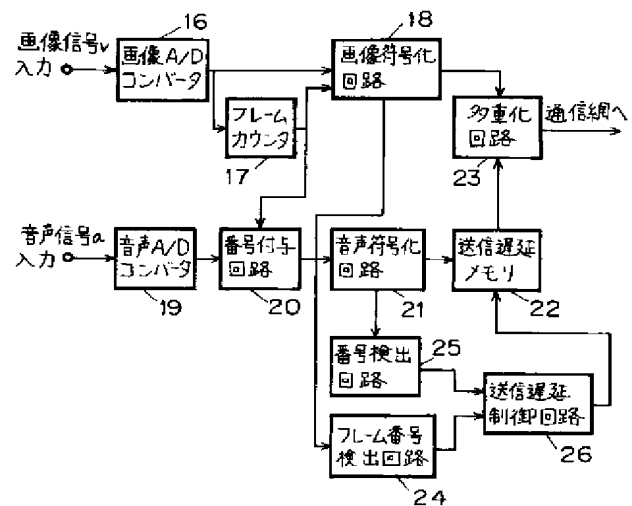 16
18
画像信号v
入力
画像A/D
コンバータ
画像符号化
回路
フレーム
カウンタ
17
多重化
回路
23
通信網へ
音声信号a
入力
音声A/D
コンバータ
19
番号付与
回路
20
音声符号化
回路
21
送信遅延
メモリ
22
番号検出
回路
25
送信遅延
制御回路
26
フレーム番号
検出回路
24